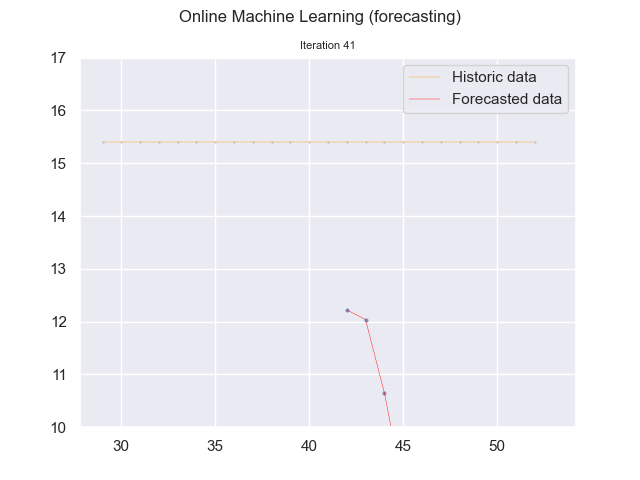 Online Machine Learning (forecasting)
Iteration 41
Historic data
Forecasted data
17
16
15
14
13
12
11
10
30 35 40 45 50